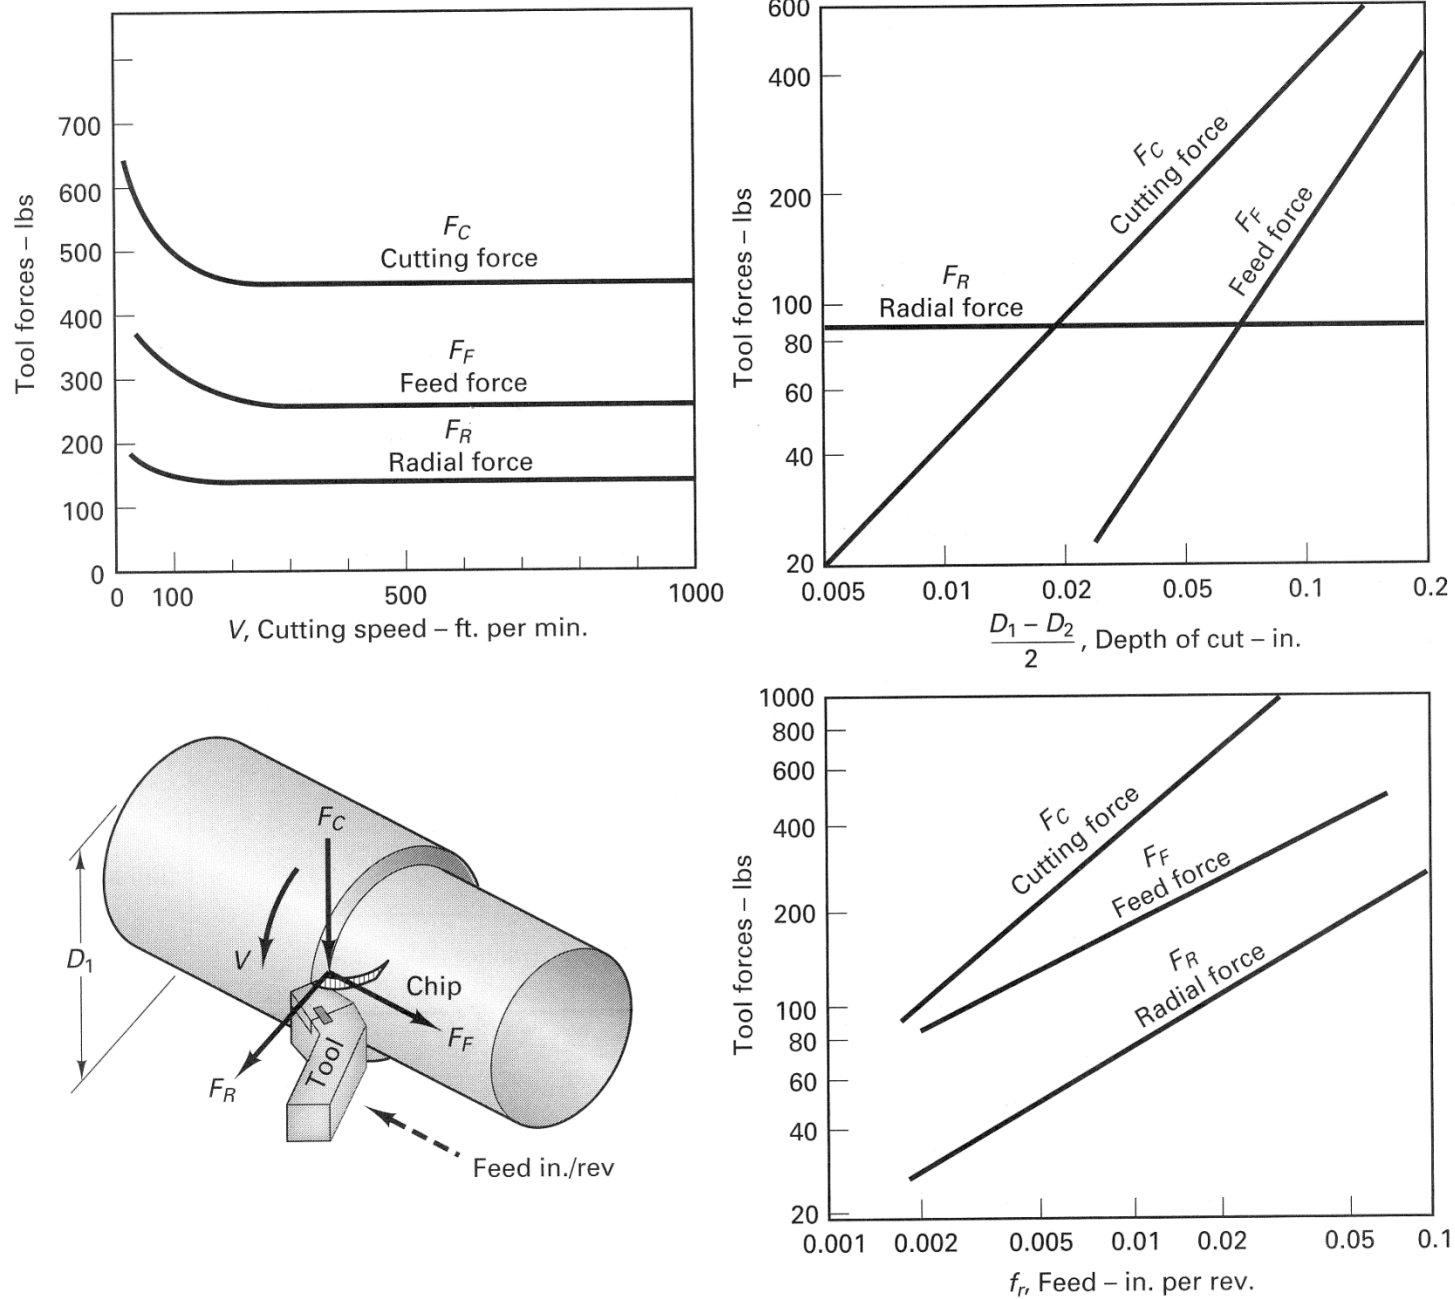 700
600
500
400
300
200
100
0
Tool forces – lbs
F_C
Cutting force
F_F
Feed force
F_R
Radial force
0 100 500 1000
V, Cutting speed – ft. per min.
600
400
200
100
80
60
40
20
Tool forces – lbs
F_C
Cutting force
F_F
Feed force
F_R
Radial force
0.005 0.01 0.02 0.05 0.1 0.2
D₁ – D₂
2
, Depth of cut – in.
F_C
V
D₁
Chip
F_F
F_R
Tool
Feed in./rev
1000
800
600
400
200
100
80
60
40
20
Tool forces – lbs
F_C
Cutting force
F_F
Feed force
F_R
Radial force
0.001 0.002 0.005 0.01 0.02 0.05 0.1
f_r, Feed – in. per rev.